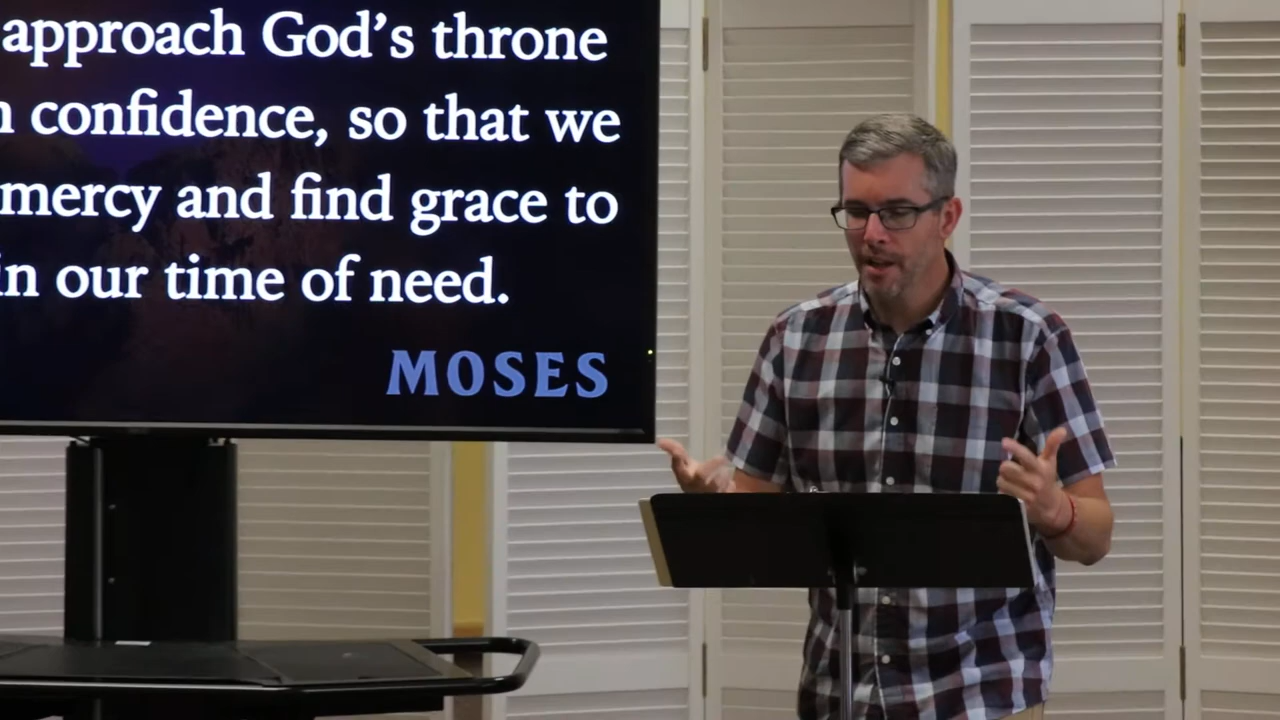 approach God's throne
confidence, so that we
mercy and find grace to
in our time of need.
MOSES